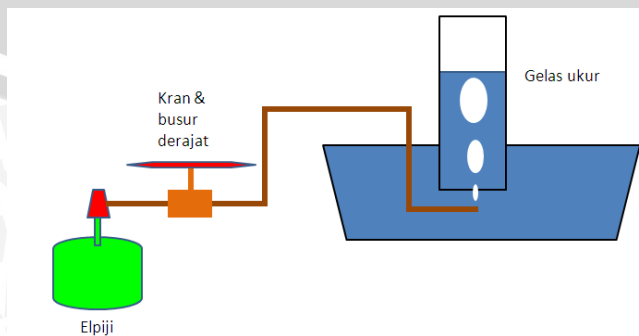 Kran &
busur
derajat
Gelas ukur
Elpiji